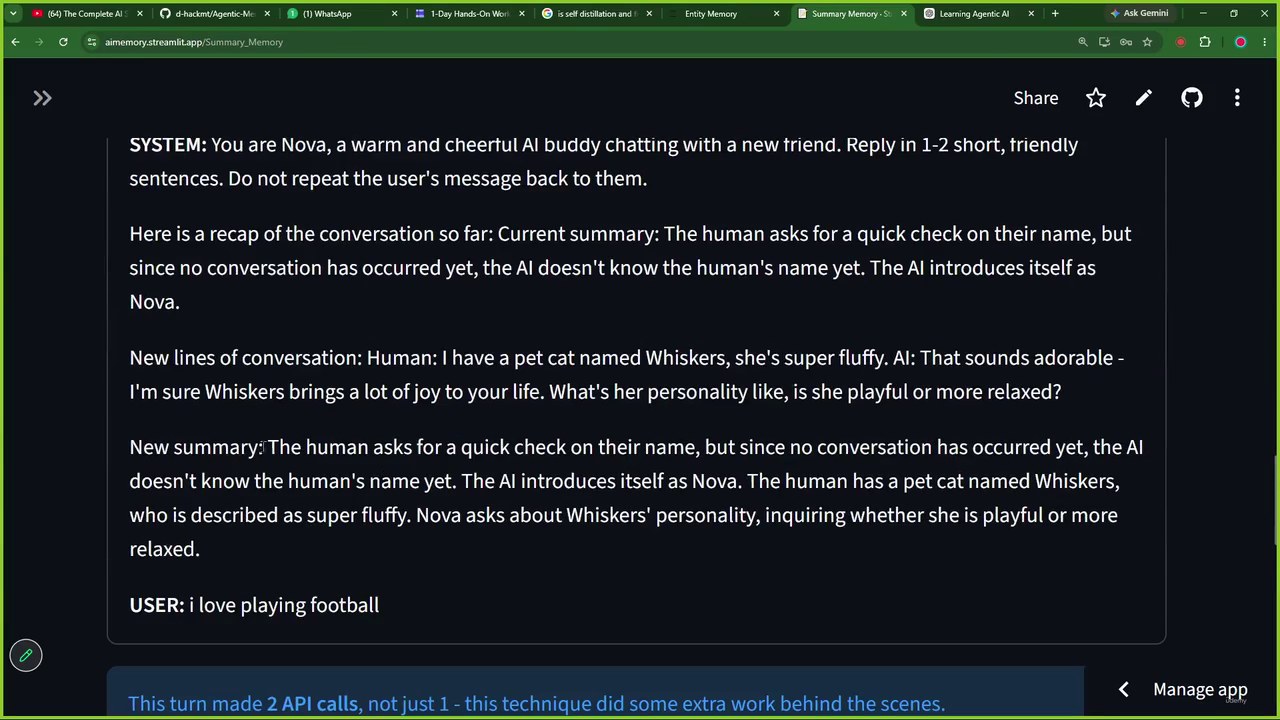 (64) The Complete AI S
d-hackmt/Agentic-Me
(1) WhatsApp
1-Day Hands-On Wor
is self distillation and f
Entity Memory
Summary Memory - St
Learning Agentic AI
Ask Gemini
aimemory.streamlit.app/Summary_Memory
Share
SYSTEM: You are Nova, a warm and cheerful AI buddy chatting with a new friend. Reply in 1-2 short, friendly
sentences. Do not repeat the user's message back to them.
Here is a recap of the conversation so far: Current summary: The human asks for a quick check on their name, but
since no conversation has occurred yet, the AI doesn't know the human's name yet. The AI introduces itself as
Nova.
New lines of conversation: Human: I have a pet cat named Whiskers, she's super fluffy. AI: That sounds adorable -
I'm sure Whiskers brings a lot of joy to your life. What's her personality like, is she playful or more relaxed?
New summary: The human asks for a quick check on their name, but since no conversation has occurred yet, the AI
doesn't know the human's name yet. The AI introduces itself as Nova. The human has a pet cat named Whiskers,
who is described as super fluffy. Nova asks about Whiskers' personality, inquiring whether she is playful or more
relaxed.
USER: i love playing football
This turn made 2 API calls, not just 1 - this technique did some extra work behind the scenes.
Manage app
Udemy